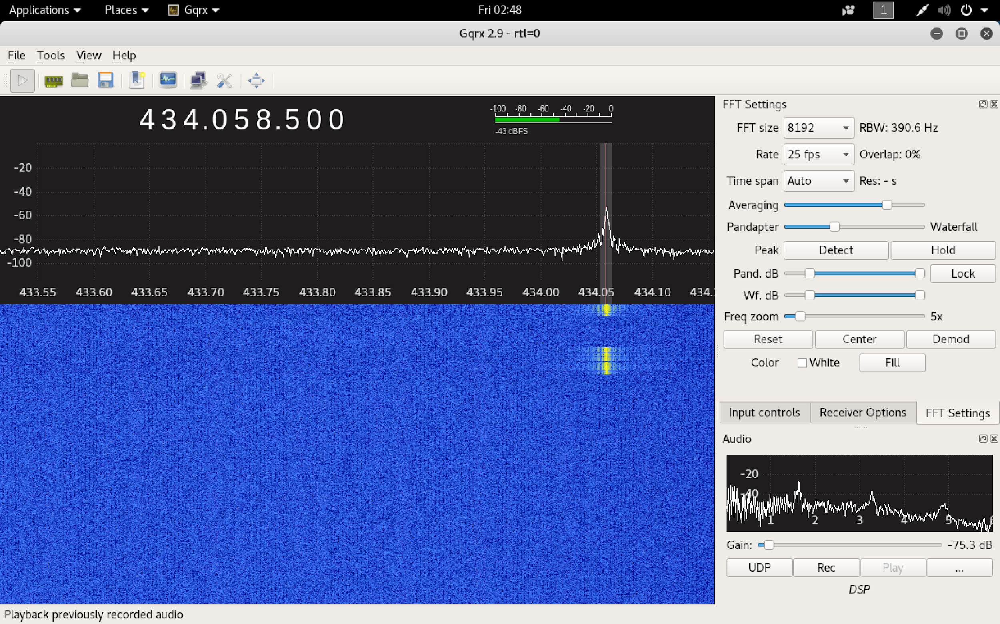 Applications Places Gqrx Fri 02:48 1
Gqrx 2.9 - rtl=0
File Tools View Help
434.058.500
-100 -80 -60 -40 -20 0
-43 dBFS
-20
-40
-60
-80
-100
433.55 433.60 433.65 433.70 433.75 433.80 433.85 433.90 433.95 434.00 434.05 434.10 434.
FFT Settings
FFT size 8192 RBW: 390.6 Hz
Rate 25 fps Overlap: 0%
Time span Auto Res: - s
Averaging
Pandapter Waterfall
Peak Detect Hold
Pand. dB Lock
Wf. dB
Freq zoom 5x
Reset Center Demod
Color White Fill
Input controls Receiver Options FFT Settings
Audio
-20
-40
1 2 3 4 5
Gain: -75.3 dB
UDP Rec Play ...
DSP
Playback previously recorded audio